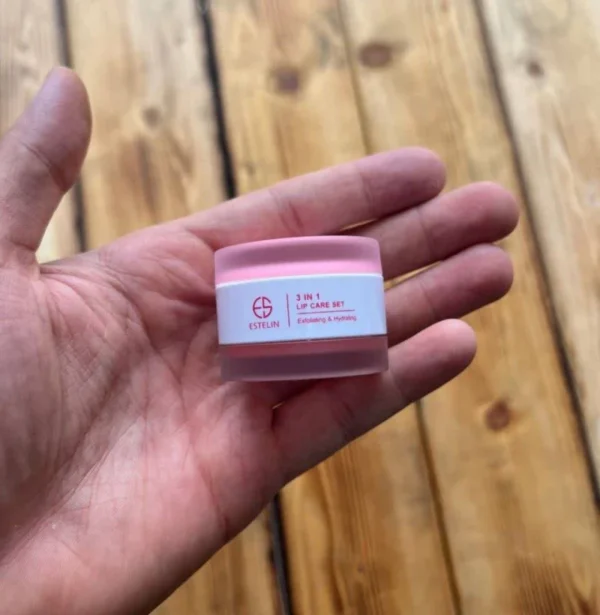 ES
ESTELIN
3 IN 1
LIP CARE SET
Exfoliating & Hydrating